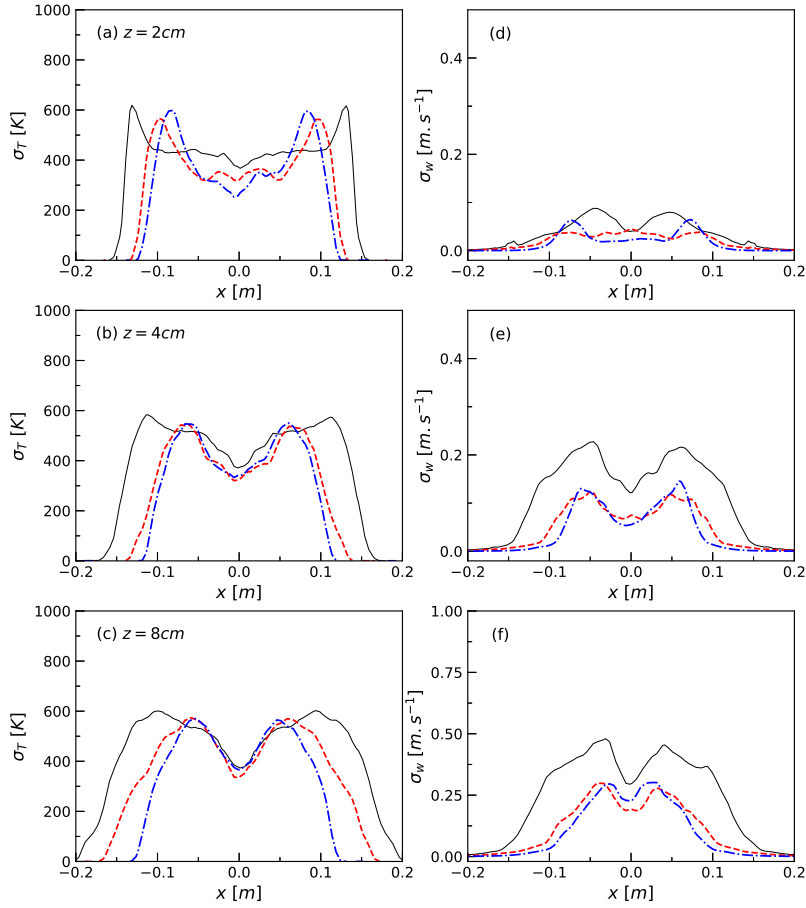 (a) z = 2cm
1000
800
600
400
200
0
σ_T [K]
−0.2 −0.1 0.0 0.1 0.2
x [m]
(d)
0.4
0.2
0.0
σ_w [m.s⁻¹]
−0.2 −0.1 0.0 0.1 0.2
x [m]
(b) z = 4cm
1000
800
600
400
200
0
σ_T [K]
−0.2 −0.1 0.0 0.1 0.2
x [m]
(e)
0.4
0.2
0.0
σ_w [m.s⁻¹]
−0.2 −0.1 0.0 0.1 0.2
x [m]
(c) z = 8cm
1000
800
600
400
200
0
σ_T [K]
−0.2 −0.1 0.0 0.1 0.2
x [m]
(f)
1.00
0.75
0.50
0.25
0.00
σ_w [m.s⁻¹]
−0.2 −0.1 0.0 0.1 0.2
x [m]